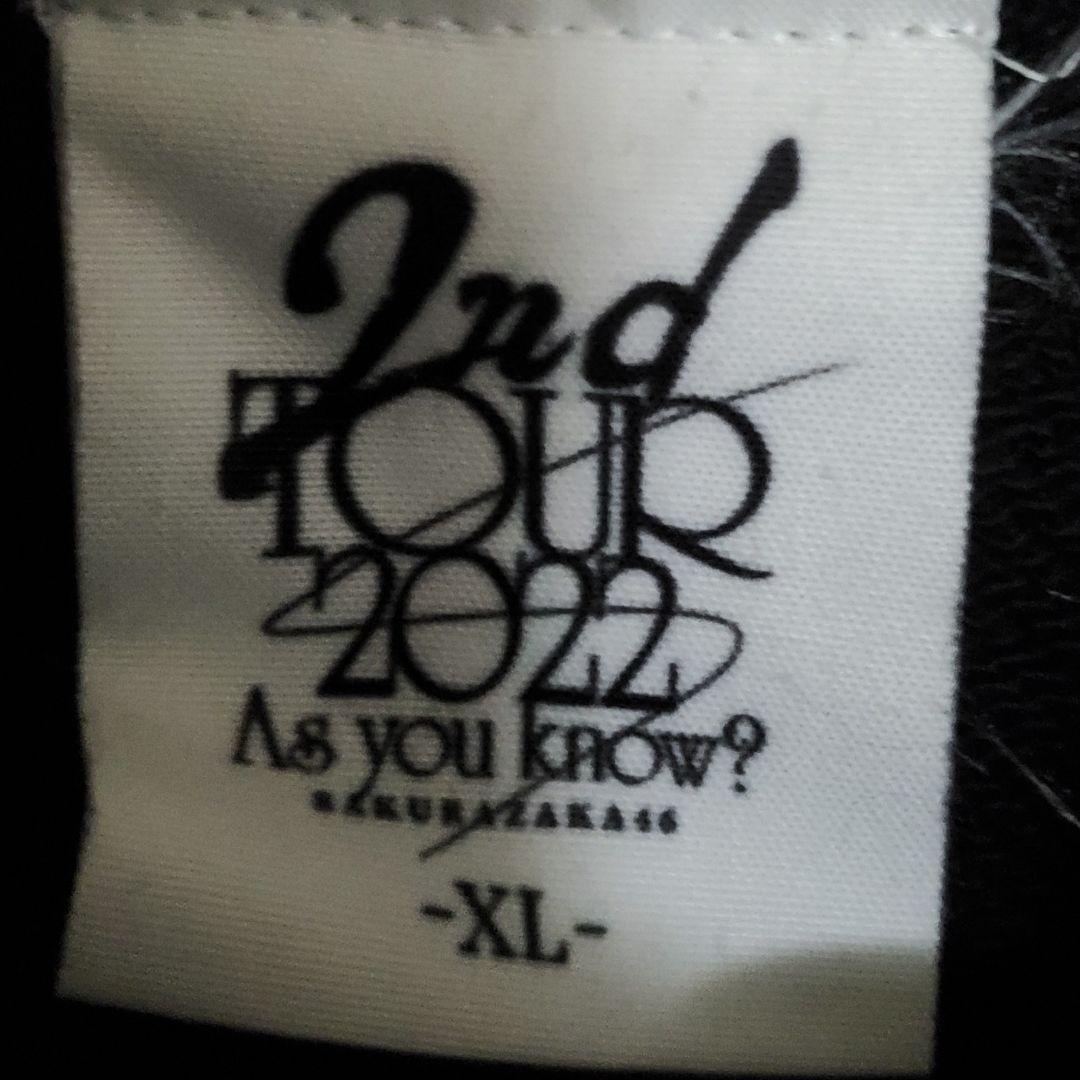 2nd
TOUR
2022
As you know?
SAKURAZAKA46
-XL-